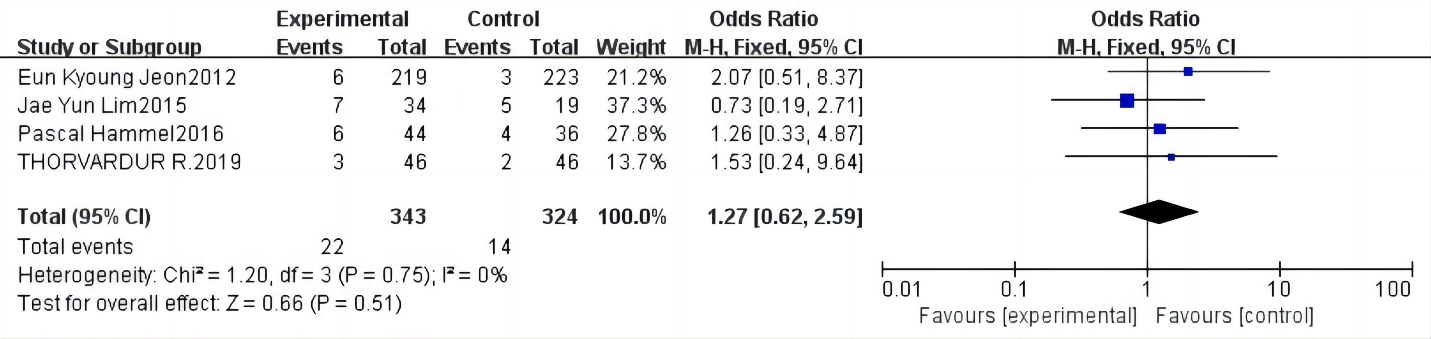 Experimental Control Odds Ratio Odds Ratio
Study or Subgroup Events Total Events Total Weight M-H, Fixed, 95% CI M-H, Fixed, 95% CI
Eun Kyoung Jeon2012 6 219 3 223 21.2% 2.07 [0.51, 8.37]
Jae Yun Lim2015 7 34 5 19 37.3% 0.73 [0.19, 2.71]
Pascal Hammel2016 6 44 4 36 27.8% 1.26 [0.33, 4.87]
THORVARDUR R.2019 3 46 2 46 13.7% 1.53 [0.24, 9.64]
Total (95% CI) 343 324 100.0% 1.27 [0.62, 2.59]
Total events 22 14
Heterogeneity: Chi² = 1.20, df = 3 (P = 0.75); I² = 0%
Test for overall effect: Z = 0.66 (P = 0.51)
0.01 0.1 1 10 100
Favours [experimental] Favours [control]